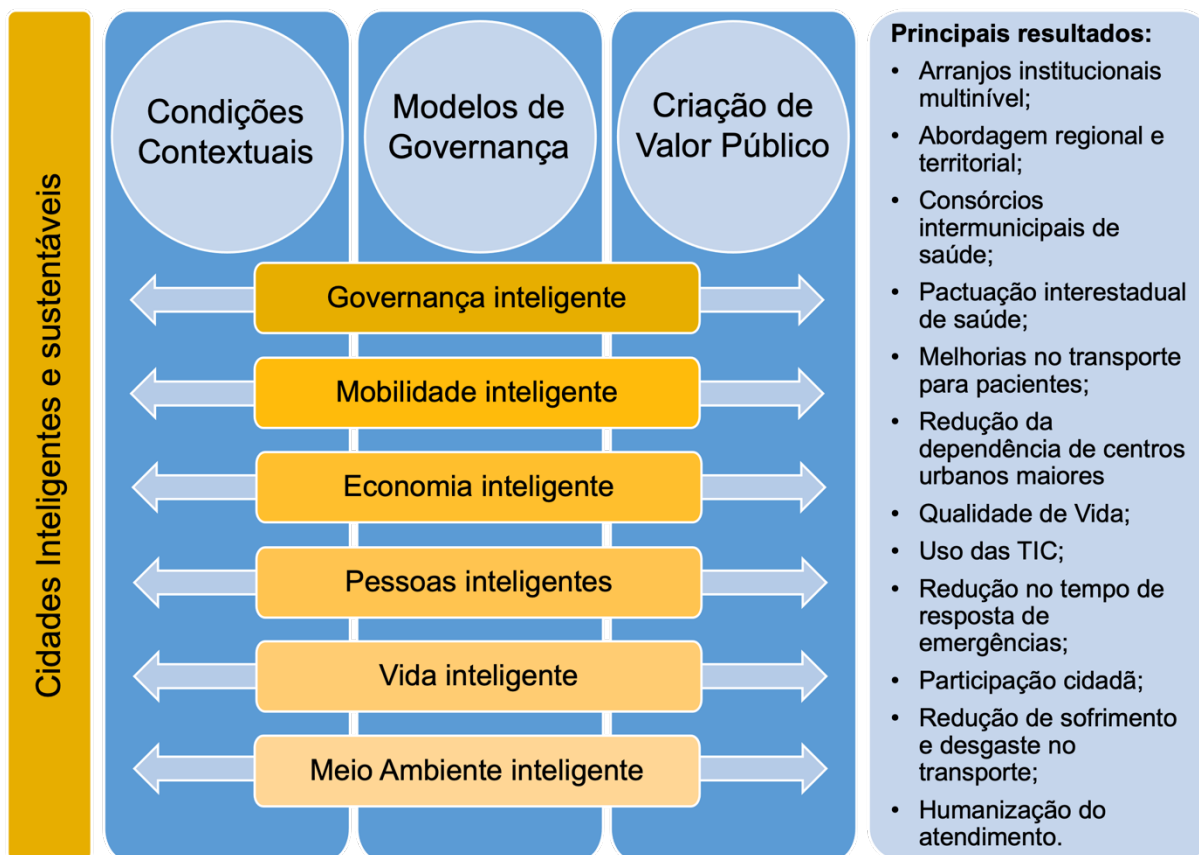 Cidades Inteligentes e sustentáveis
Condições
Contextuais
Modelos de
Governança
Criação de
Valor Público
Governança inteligente
Mobilidade inteligente
Economia inteligente
Pessoas inteligentes
Vida inteligente
Meio Ambiente inteligente
Principais resultados:
• Arranjos institucionais
multinível;
• Abordagem regional e
territorial;
• Consórcios
intermunicipais de
saúde;
• Pactuação interestadual
de saúde;
• Melhorias no transporte
para pacientes;
• Redução da
dependência de centros
urbanos maiores
• Qualidade de Vida;
• Uso das TIC;
• Redução no tempo de
resposta de
emergências;
• Participação cidadã;
• Redução de sofrimento
e desgaste no
transporte;
• Humanização do
atendimento.